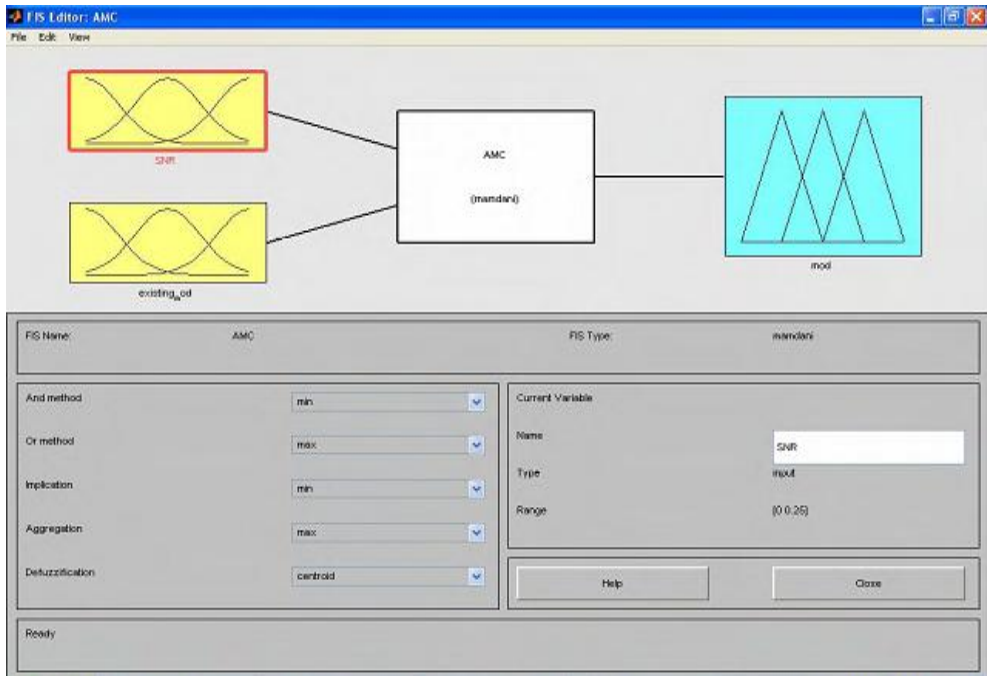 FIS Editor: AMC
File Edit View
SNR
AMC
(mamdani)
mod
existing_mod
FIS Name: AMC FIS Type: mamdani
And method min
Or method max
Implication min
Aggregation max
Defuzzification centroid
Current Variable
Name SNR
Type input
Range [0 0.25]
Help Close
Ready